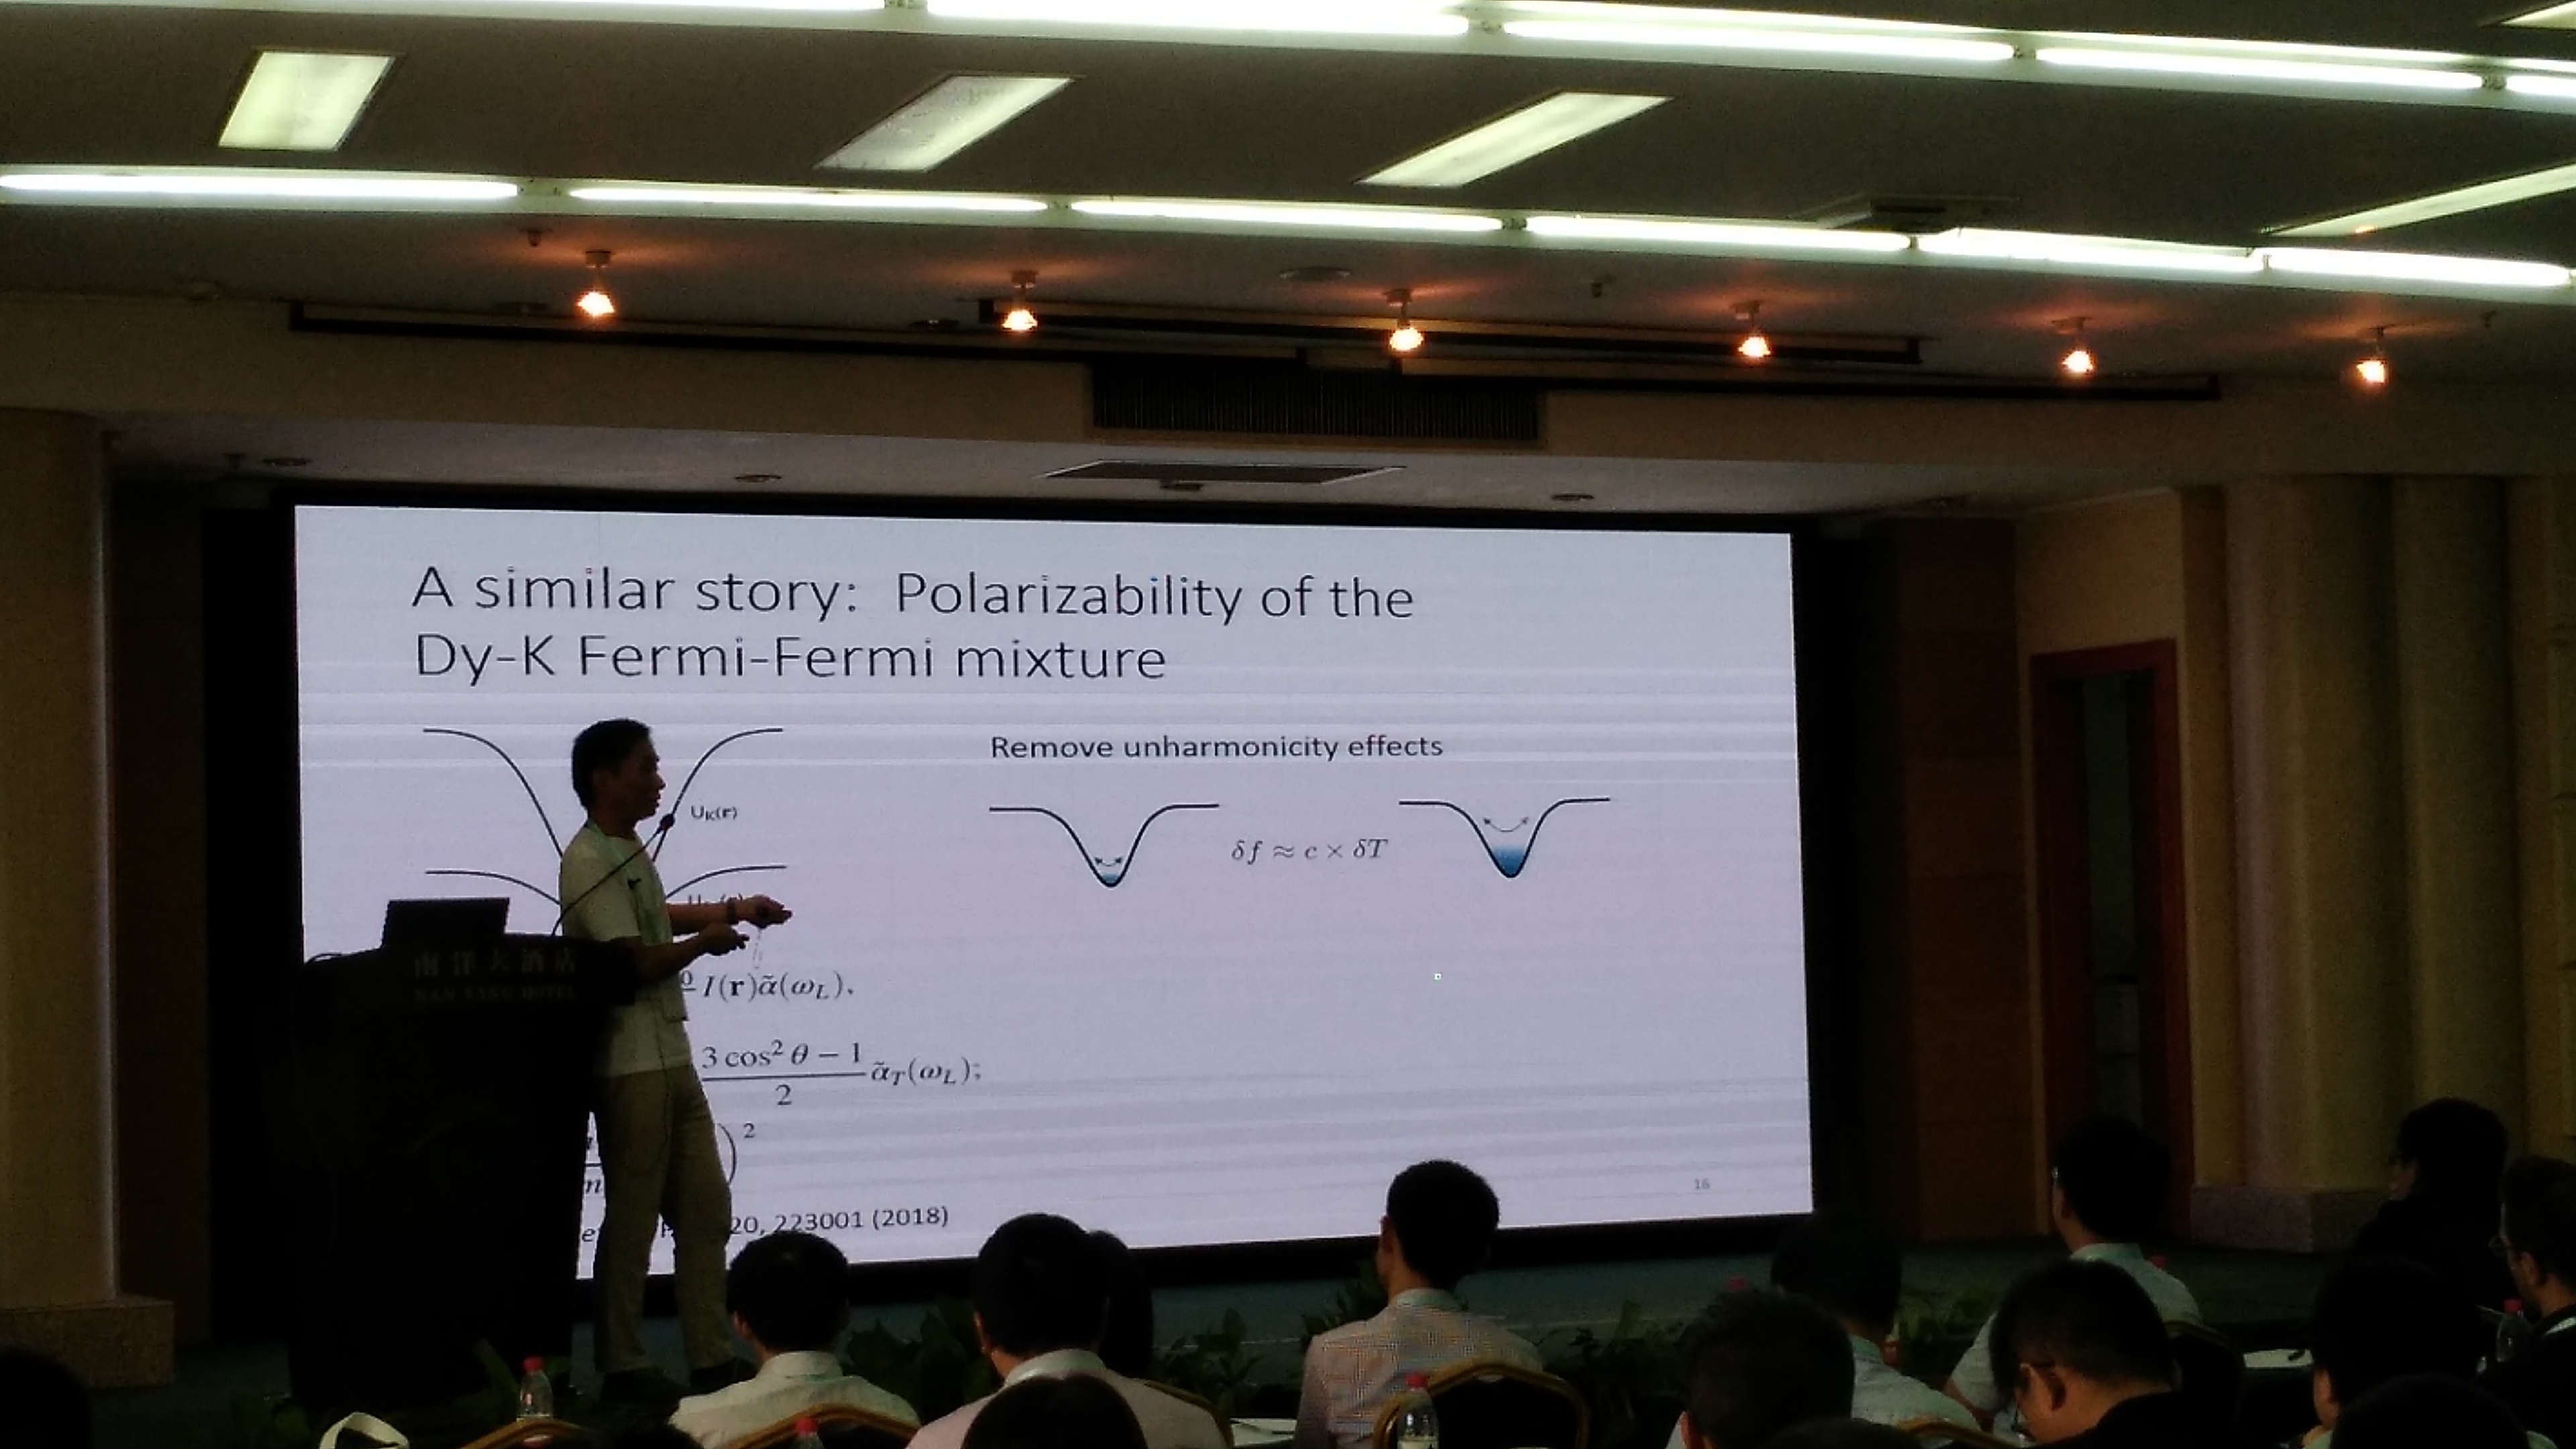 A similar story: Polarizability of the
Dy-K Fermi-Fermi mixture
Remove unharmonicity effects
U_K(r)
δf ≈ c × δT
南洋大酒店
NAN YANG HOTEL
I(r)α̃(ω_L),
3 cos² θ − 1
2
α̃_T(ω_L);
)²
20, 223001 (2018)
16